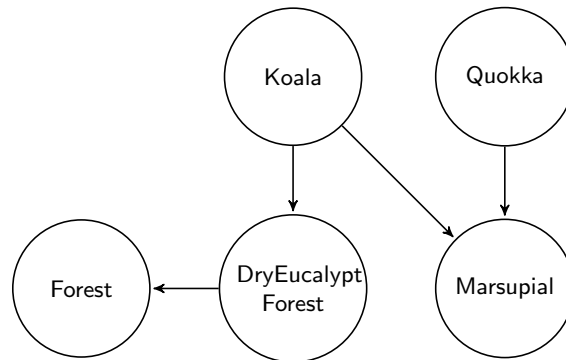 Koala
Quokka
Forest
DryEucalypt
Forest
Marsupial